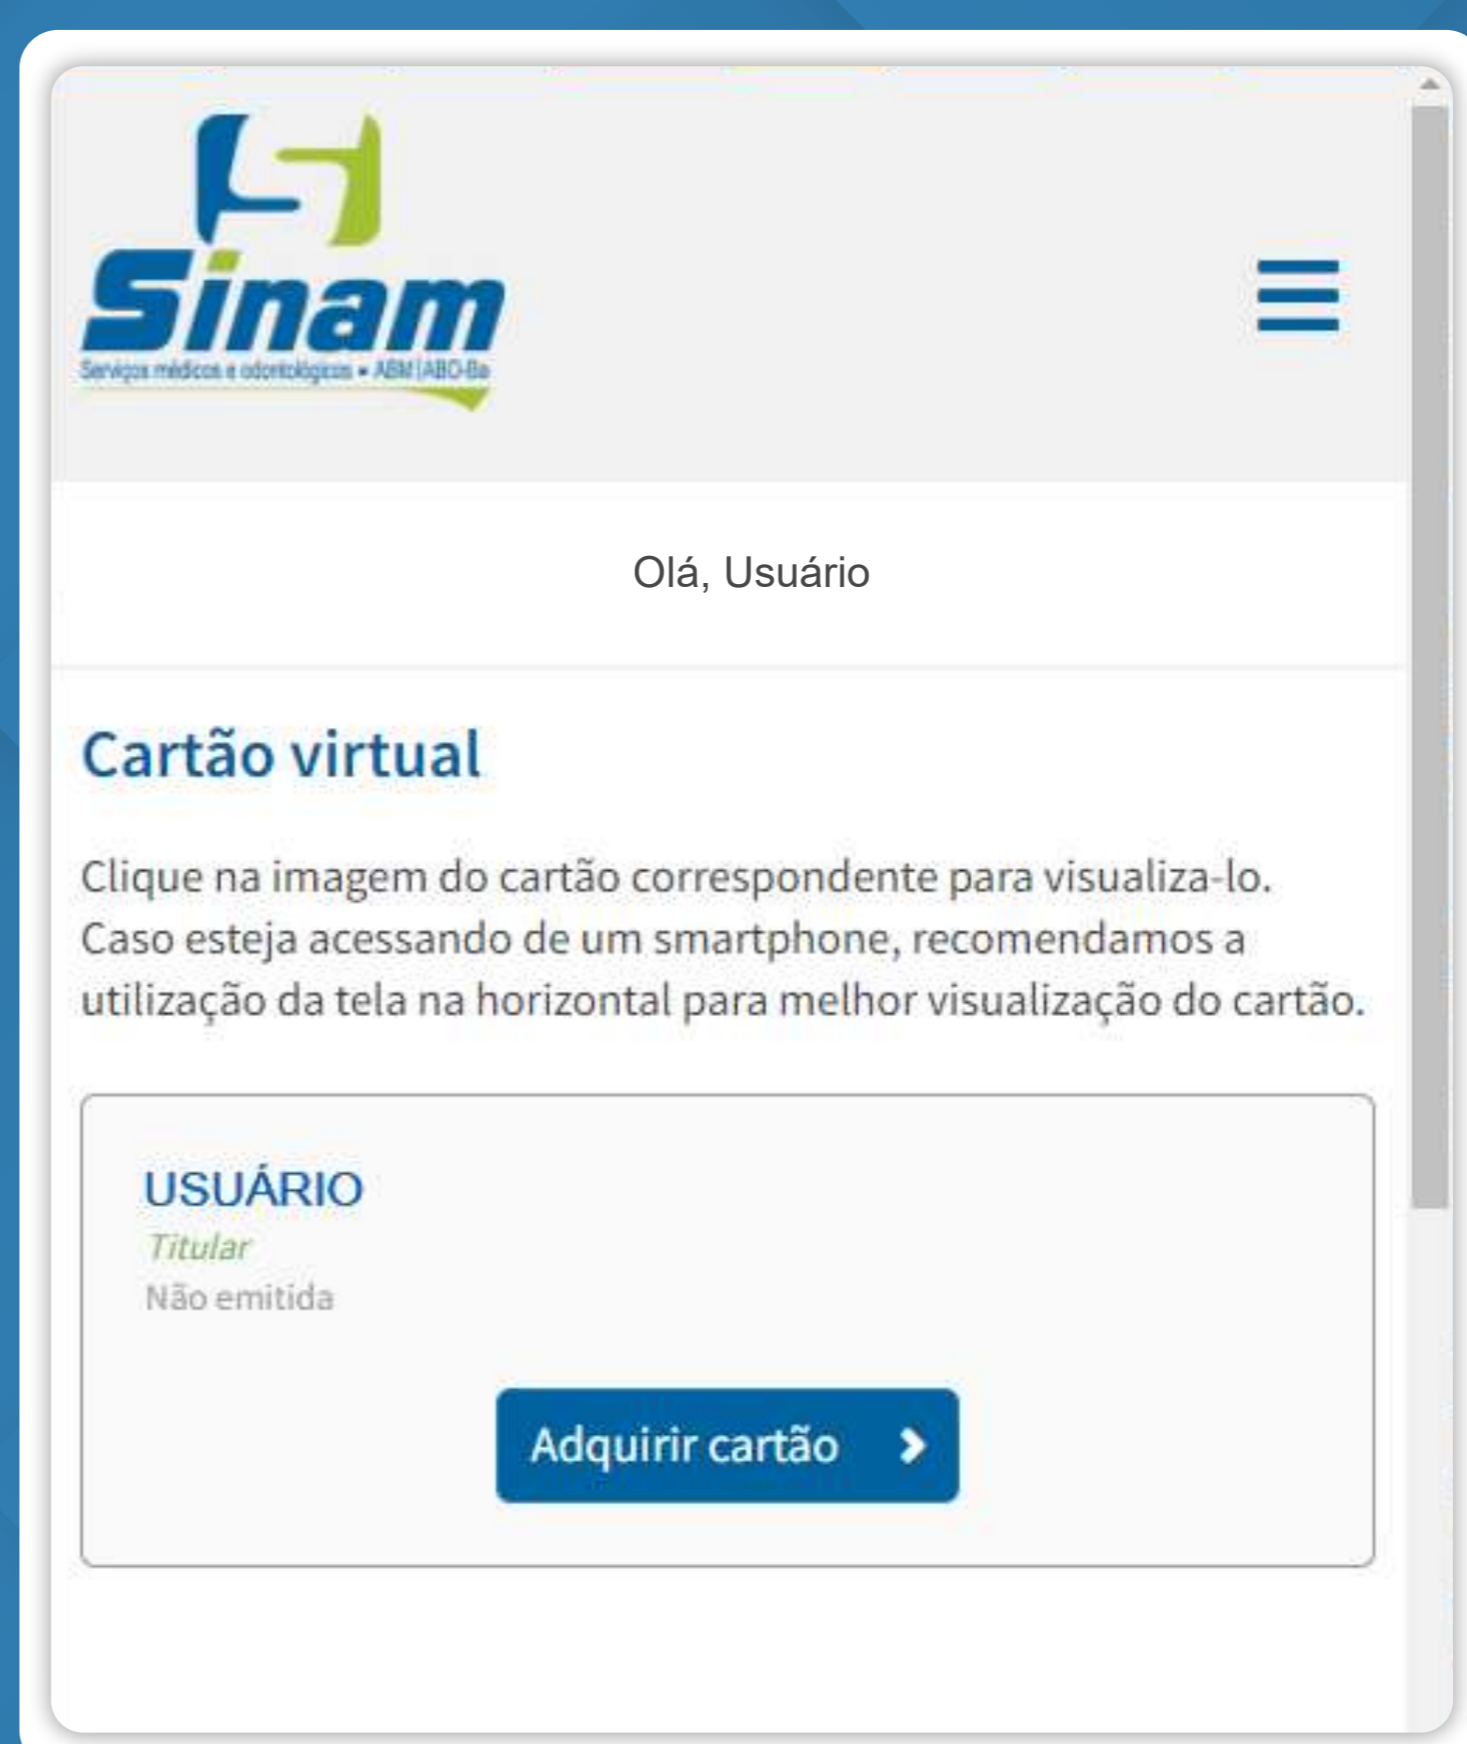 Sinam
Serviços médicos e odontológicos • ABM|ABO-Ba
Olá, Usuário
Cartão virtual
Clique na imagem do cartão correspondente para visualiza-lo.
Caso esteja acessando de um smartphone, recomendamos a
utilização da tela na horizontal para melhor visualização do cartão.
USUÁRIO
Titular
Não emitida
Adquirir cartão